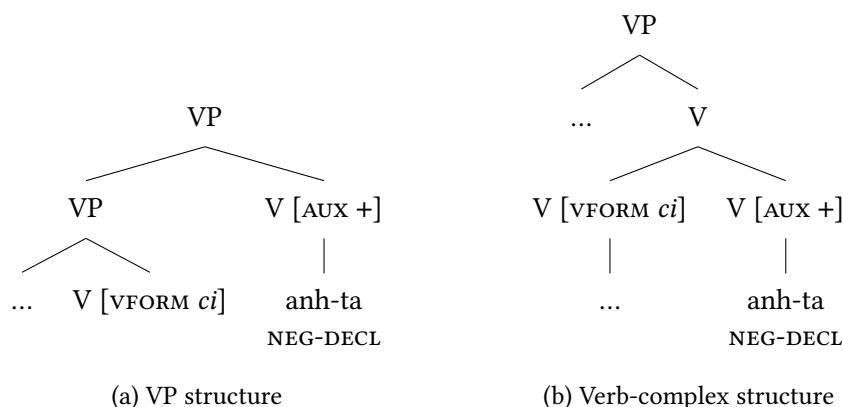 VP
VP
V [AUX +]
... V [VFORM ci]
anh-ta
NEG-DECL
(a) VP structure
VP
... V
V [VFORM ci] V [AUX +]
... anh-ta
NEG-DECL
(b) Verb-complex structure